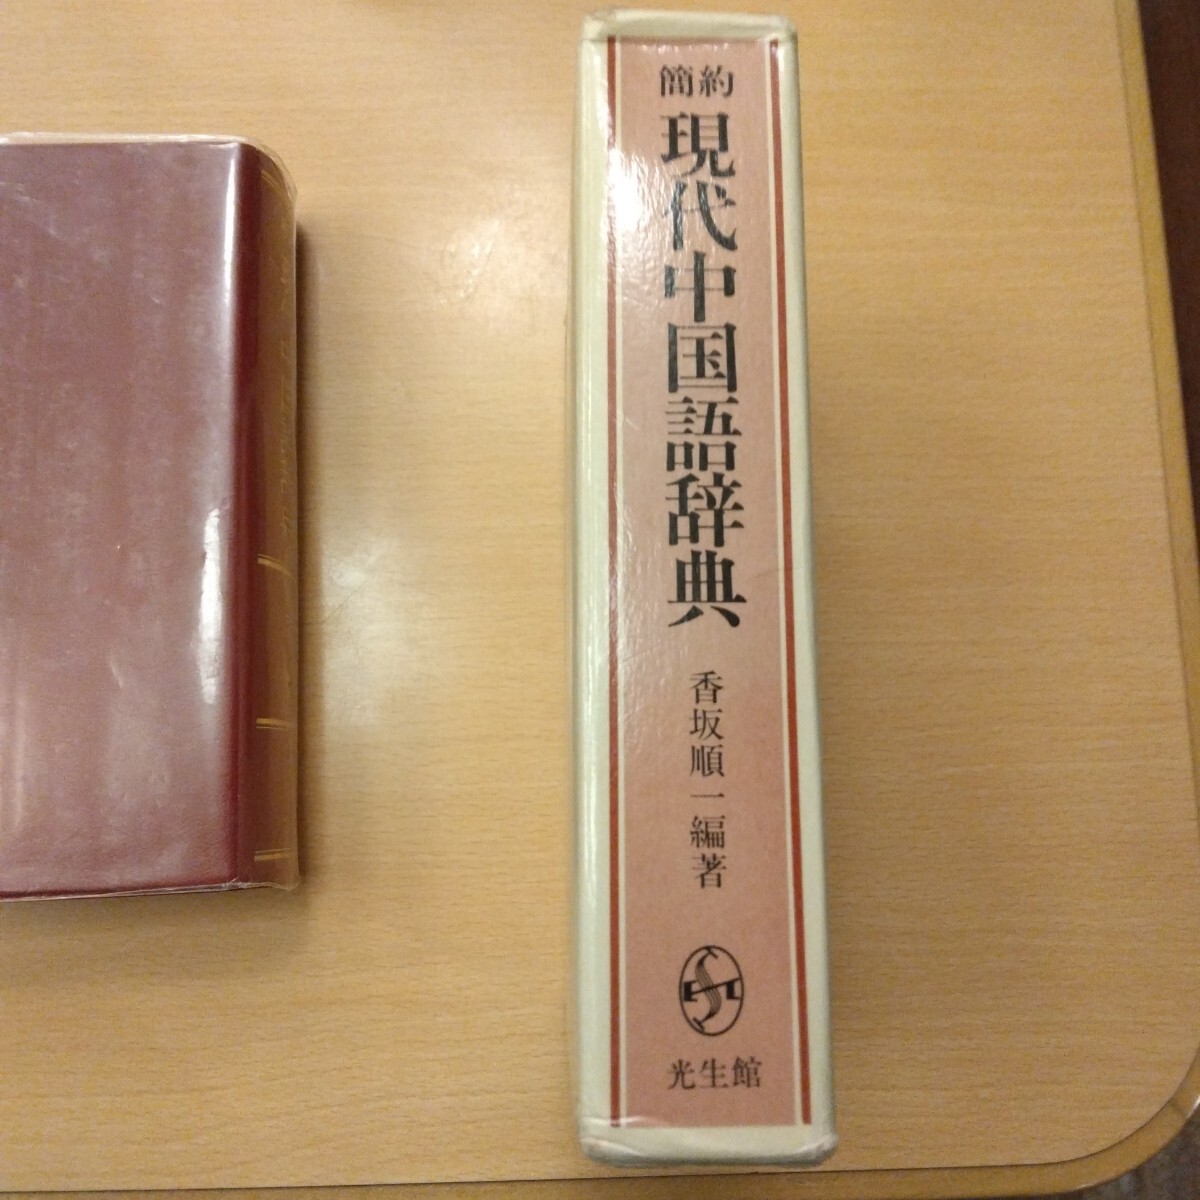 簡約
現代中国語辞典
香坂順一編著
光生館